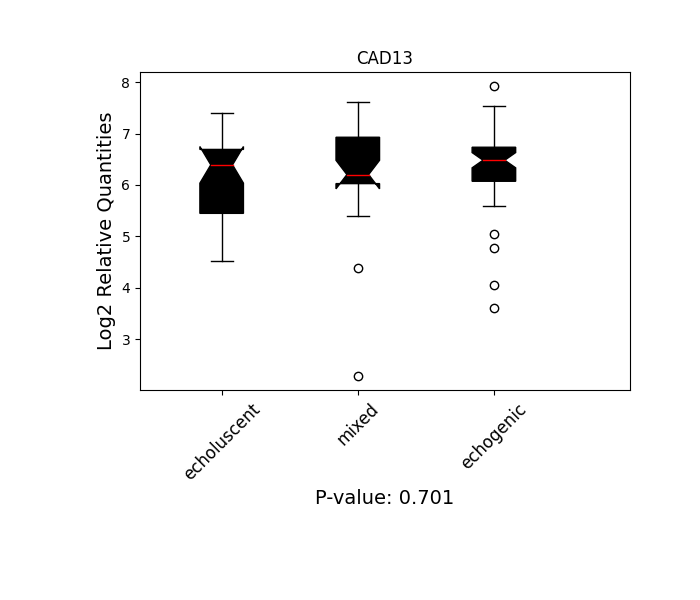 CAD13
Log2 Relative Quantities
8
7
6
5
4
3
echoluscent
mixed
echogenic
P-value: 0.701